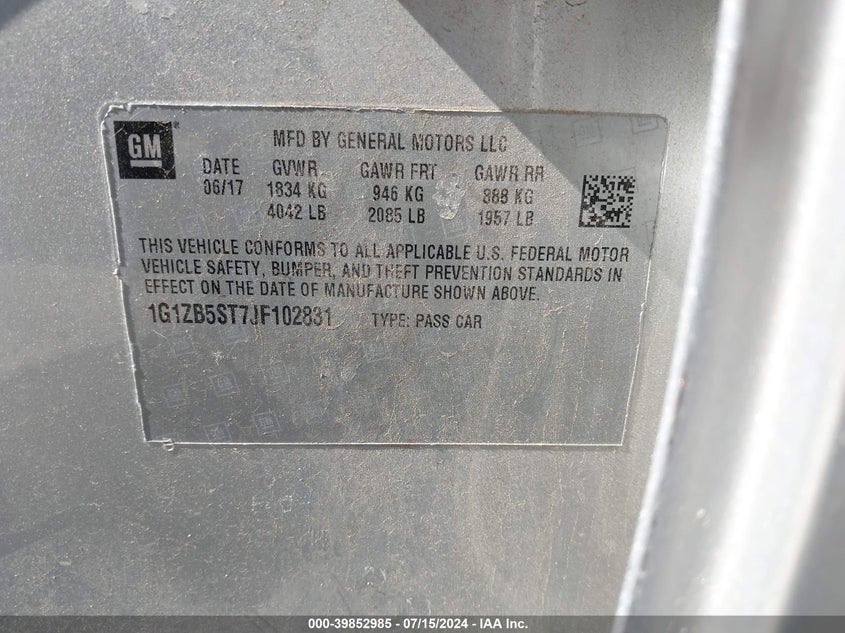 GM
MFD BY GENERAL MOTORS LLC
DATE GVWR GAWR FRT GAWR RR
06/17 1834 KG 946 KG 888 KG
4042 LB 2085 LB 1957 LB
THIS VEHICLE CONFORMS TO ALL APPLICABLE U.S. FEDERAL MOTOR
VEHICLE SAFETY, BUMPER, AND THEFT PREVENTION STANDARDS IN
EFFECT ON THE DATE OF MANUFACTURE SHOWN ABOVE.
1G1ZB5ST7JF102831 TYPE: PASS CAR
000-39852985 - 07/15/2024 - IAA Inc.